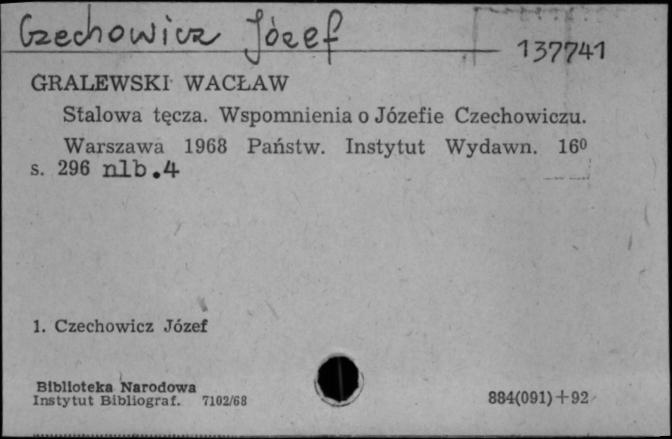 Czechowicz Józef
137741
GRALEWSKI WACŁAW
Stalowa tęcza. Wspomnienia o Józefie Czechowiczu.
Warszawa 1968 Państw. Instytut Wydawn. 16⁰
s. 296 nlb.4
1. Czechowicz Józef
Biblioteka Narodowa
Instytut Bibliograf. 7102/68
884(091)+92